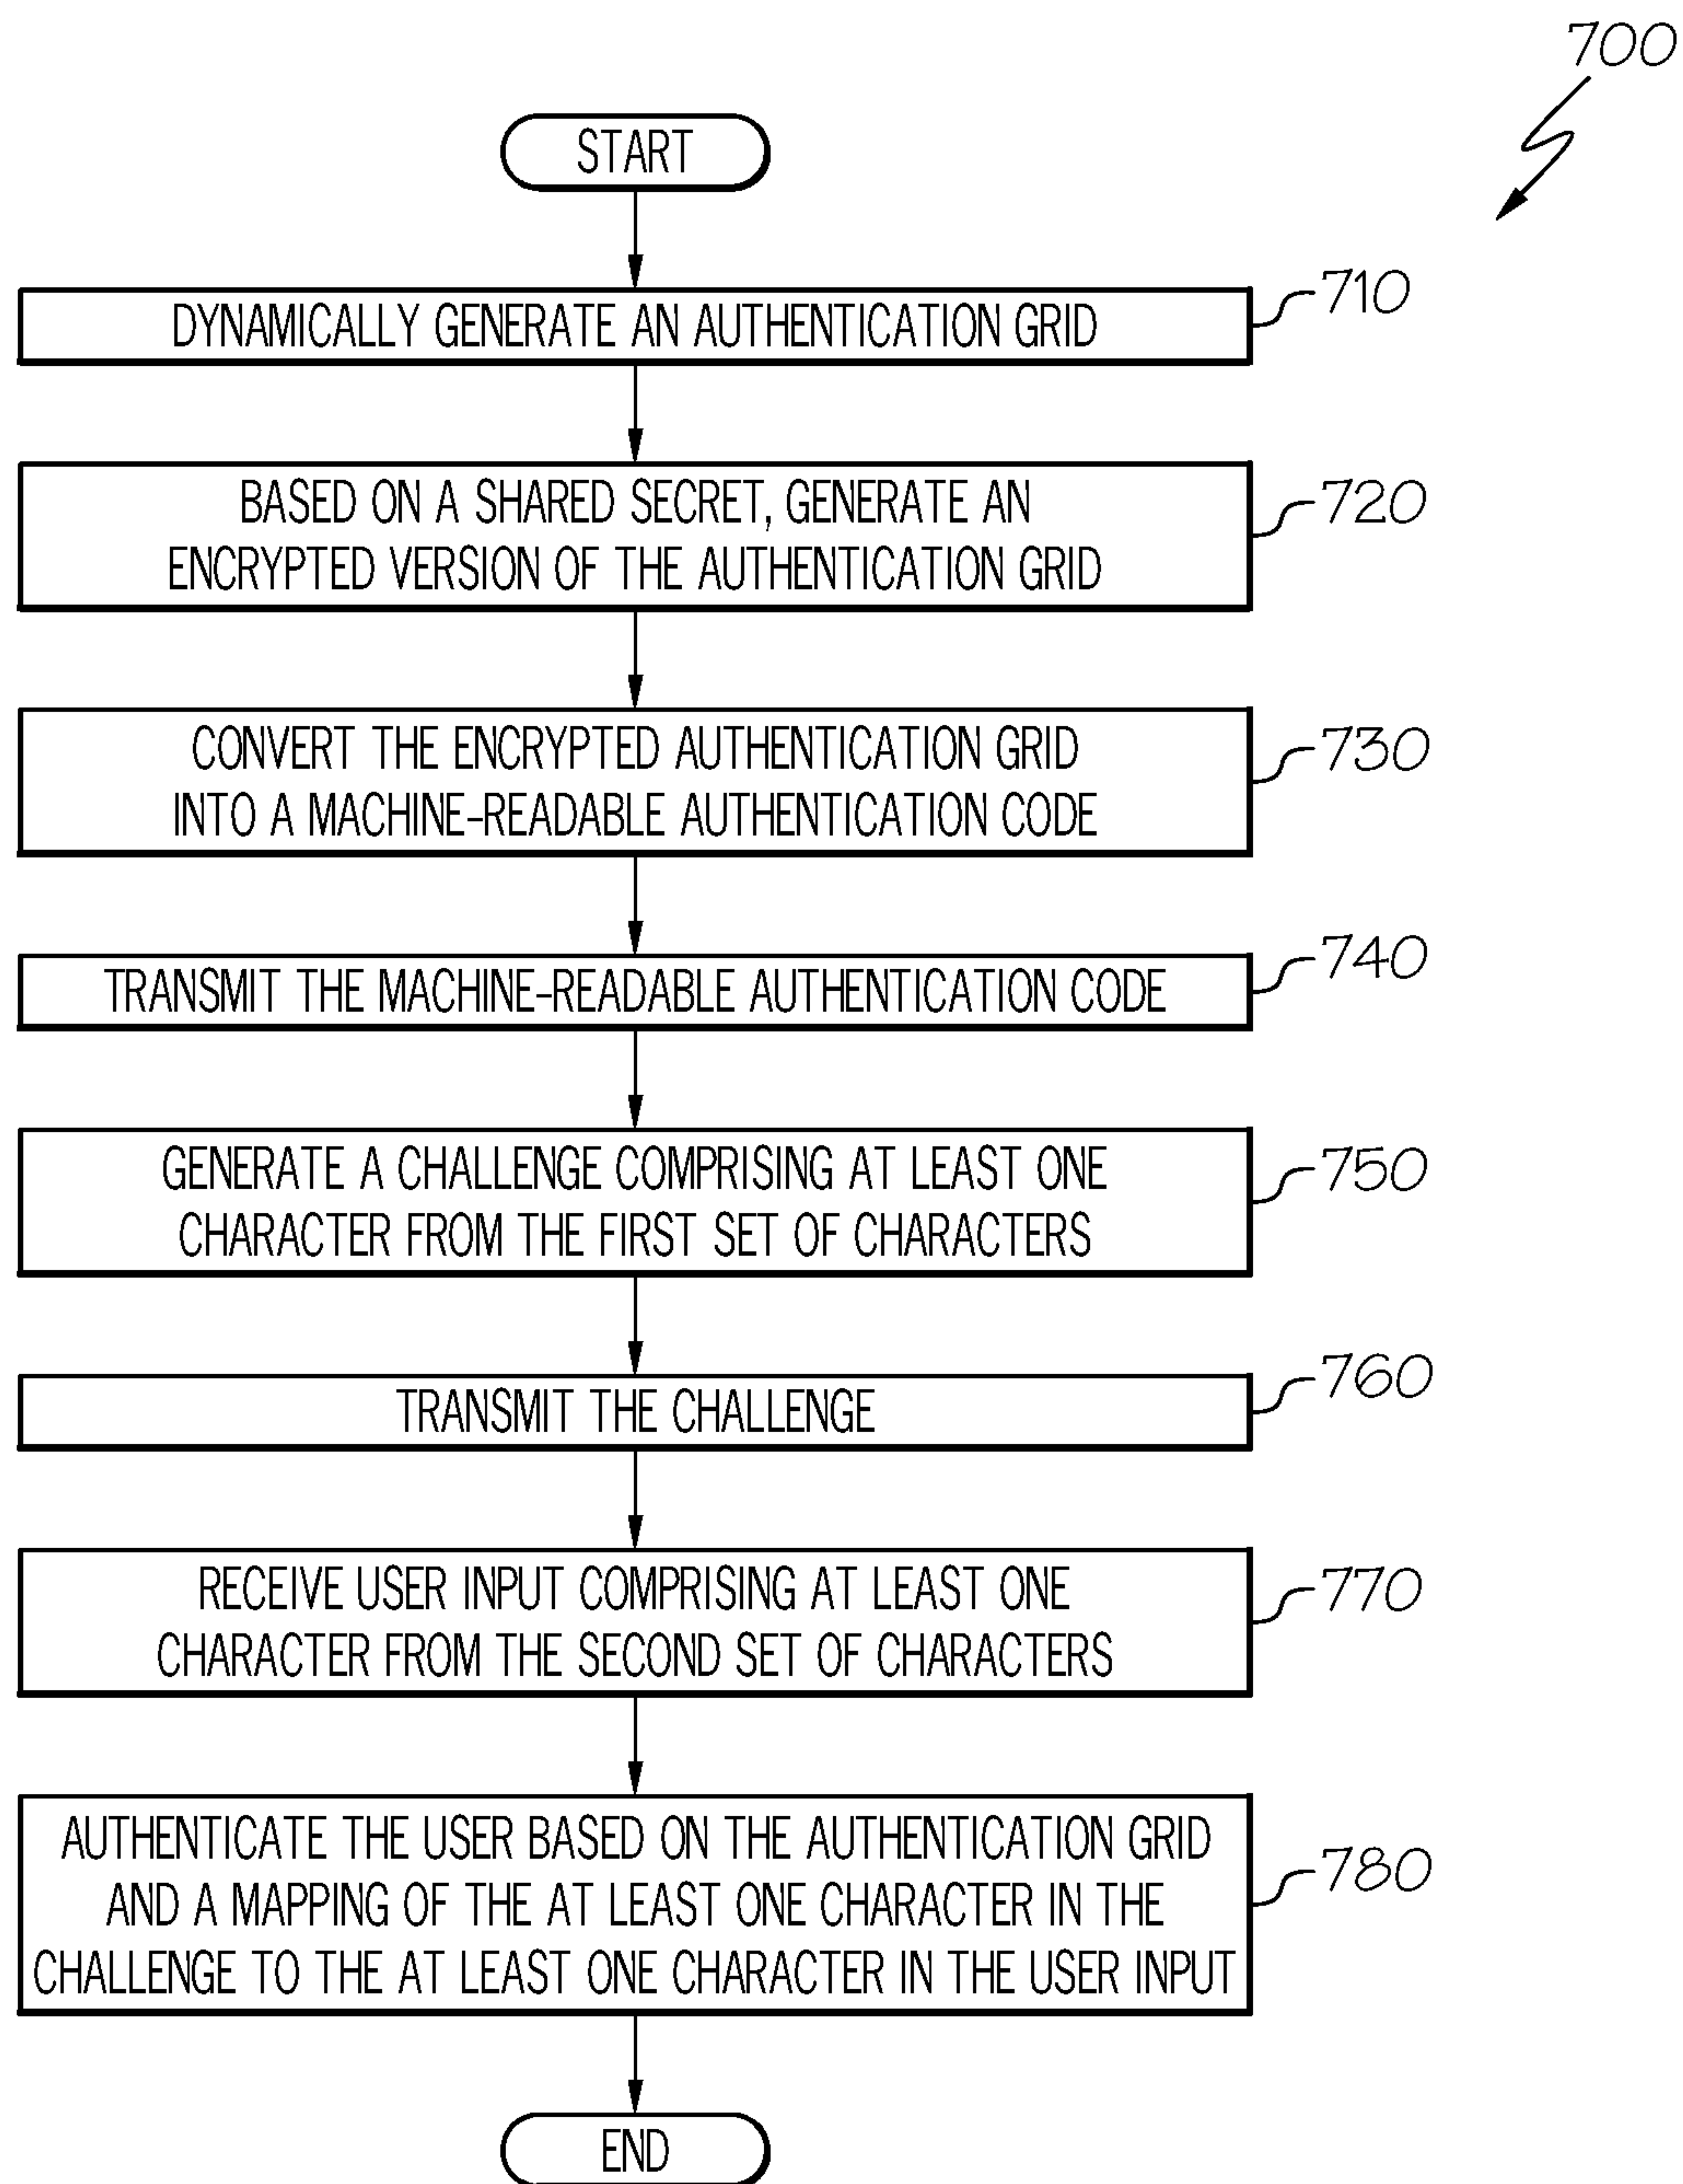 700
START
DYNAMICALLY GENERATE AN AUTHENTICATION GRID
710
BASED ON A SHARED SECRET, GENERATE AN
ENCRYPTED VERSION OF THE AUTHENTICATION GRID
720
CONVERT THE ENCRYPTED AUTHENTICATION GRID
INTO A MACHINE-READABLE AUTHENTICATION CODE
730
TRANSMIT THE MACHINE-READABLE AUTHENTICATION CODE
740
GENERATE A CHALLENGE COMPRISING AT LEAST ONE
CHARACTER FROM THE FIRST SET OF CHARACTERS
750
TRANSMIT THE CHALLENGE
760
RECEIVE USER INPUT COMPRISING AT LEAST ONE
CHARACTER FROM THE SECOND SET OF CHARACTERS
770
AUTHENTICATE THE USER BASED ON THE AUTHENTICATION GRID
AND A MAPPING OF THE AT LEAST ONE CHARACTER IN THE
CHALLENGE TO THE AT LEAST ONE CHARACTER IN THE USER INPUT
780
END